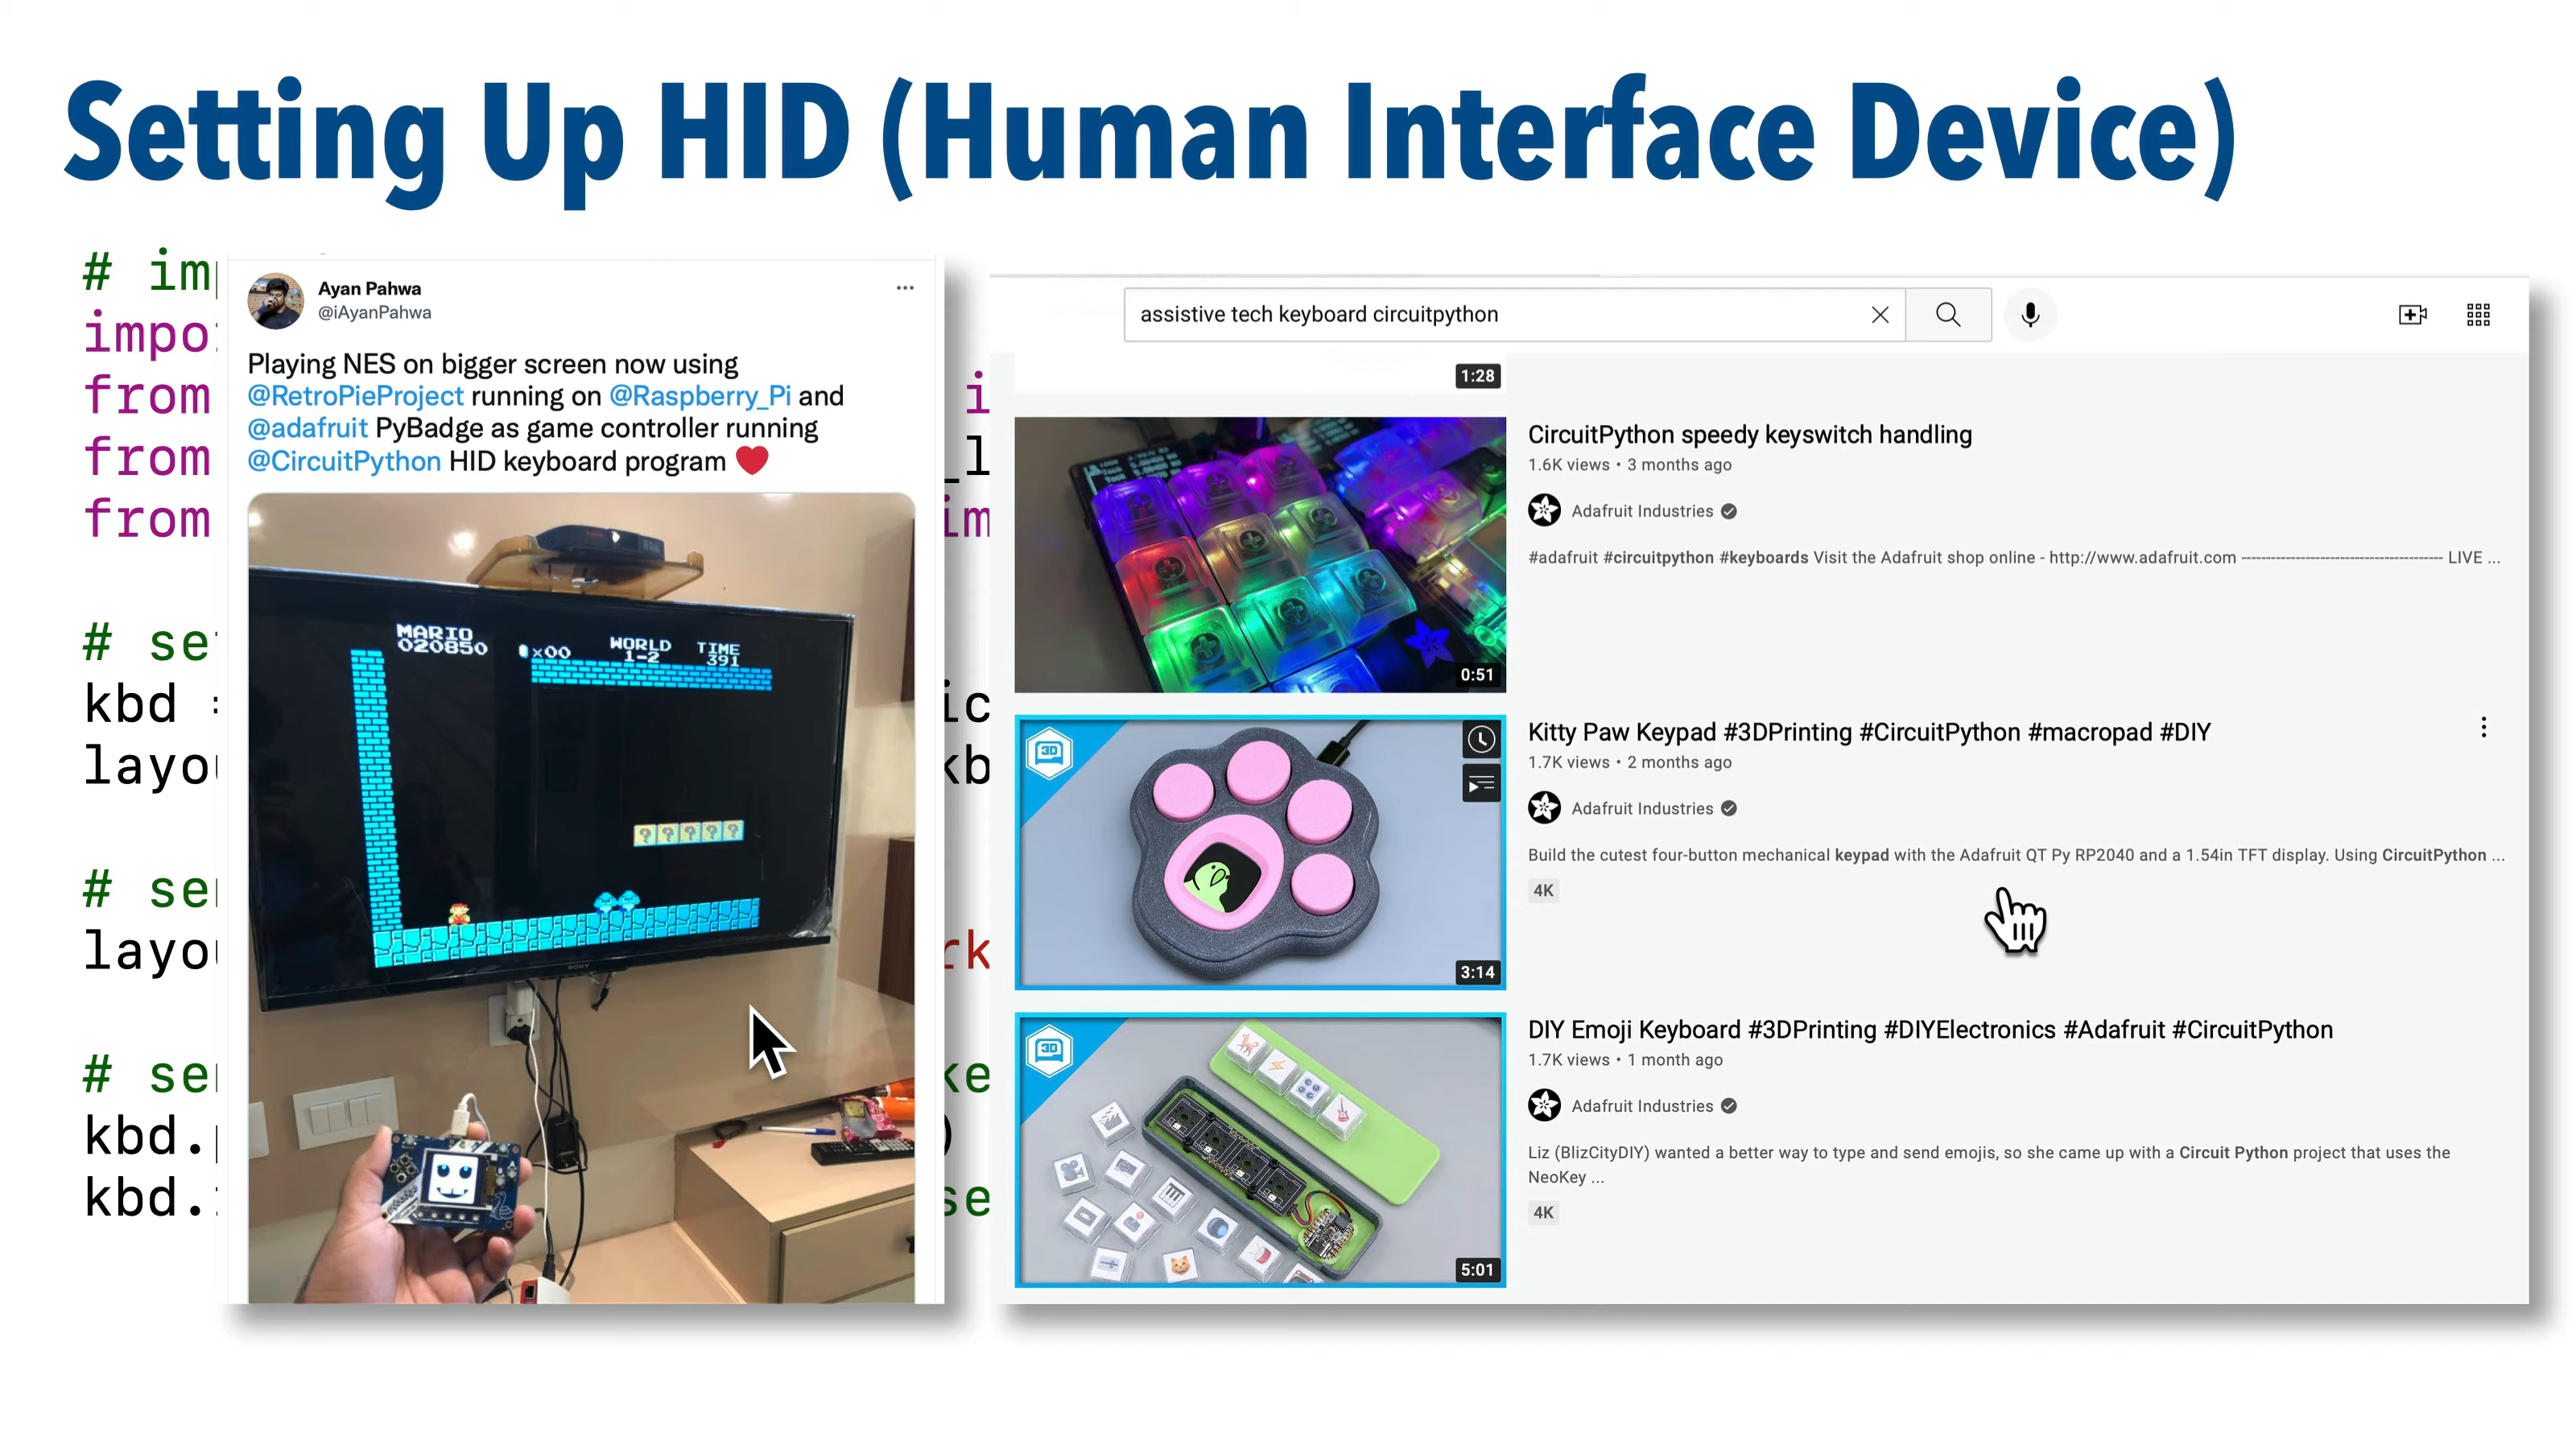 Setting Up HID (Human Interface Device)
# imp
impo
from
from
from
# se
kbd
layou
# se
layou
# se
kbd.
kbd.
Ayan Pahwa
@iAyanPahwa
Playing NES on bigger screen now using
@RetroPieProject running on @Raspberry_Pi and
@adafruit PyBadge as game controller running
@CircuitPython HID keyboard program ❤️
MARIO
020850
×00
WORLD
1-2
TIME
391
? ? ? ? ?
SONY
i
_l
im
ic
kb
rk
ke
)
se
assistive tech keyboard circuitpython
1:28
0:51
CircuitPython speedy keyswitch handling
1.6K views • 3 months ago
Adafruit Industries
#adafruit #circuitpython #keyboards Visit the Adafruit shop online - http://www.adafruit.com ----------------------------------------- LIVE ...
3D
3:14
Kitty Paw Keypad #3DPrinting #CircuitPython #macropad #DIY
1.7K views • 2 months ago
Adafruit Industries
Build the cutest four-button mechanical keypad with the Adafruit QT Py RP2040 and a 1.54in TFT display. Using CircuitPython ...
4K
3D
5:01
DIY Emoji Keyboard #3DPrinting #DIYElectronics #Adafruit #CircuitPython
1.7K views • 1 month ago
Adafruit Industries
Liz (BlizCityDIY) wanted a better way to type and send emojis, so she came up with a Circuit Python project that uses the
NeoKey ...
4K